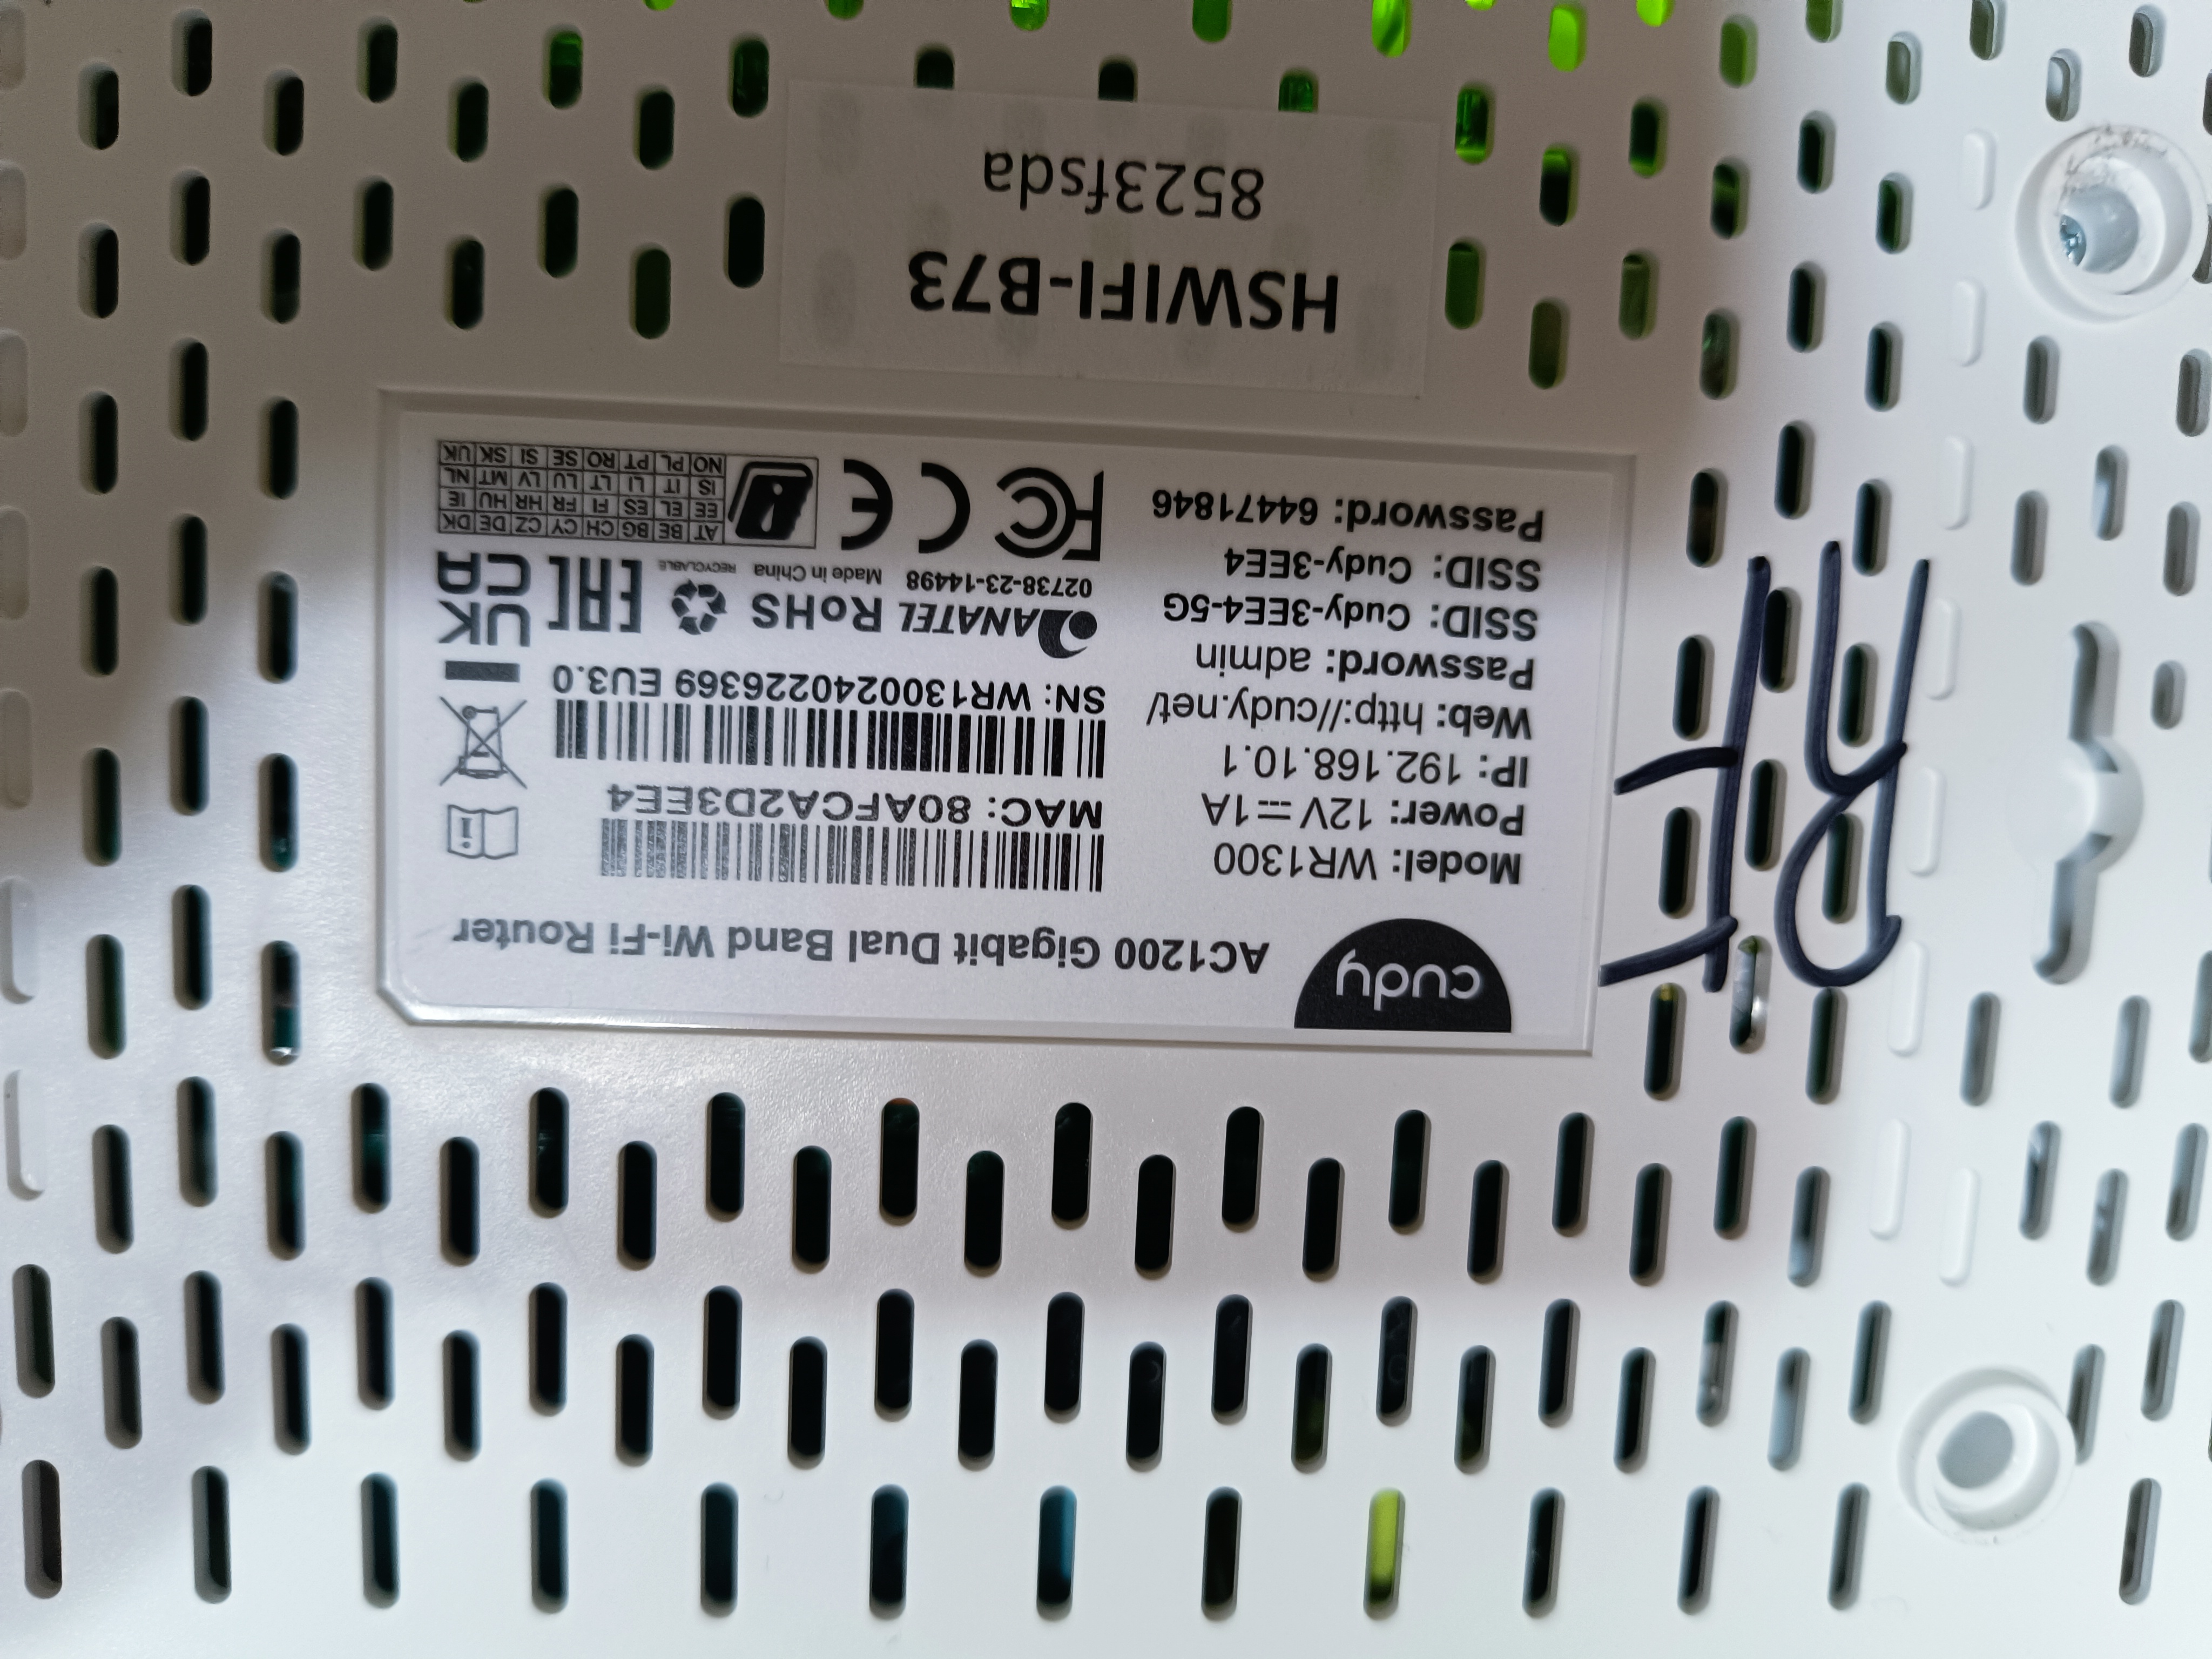 cudy
AC1200 Gigabit Dual Band Wi-Fi Router
Model: WR1300
Power: 12V⎓1A
IP: 192.168.10.1
Web: http://cudy.net/
Password: admin
SSID: Cudy-3EE4-5G
SSID: Cudy-3EE4
Password: 64471846
MAC: 80AFCA2D3EE4
SN: WR1300240226369 EU3.0
ANATEL RoHS
RECYCLABLE
EAC
UK
CA
02738-23-14498 Made in China
FC CE
AT BE BG CH CY CZ DE DK
EE EL ES FI FR HR HU IE
IS IT LI LT LU LV MT NL
NO PL PT RO SE SI SK UK
HSWIFI-B73
8523fsda